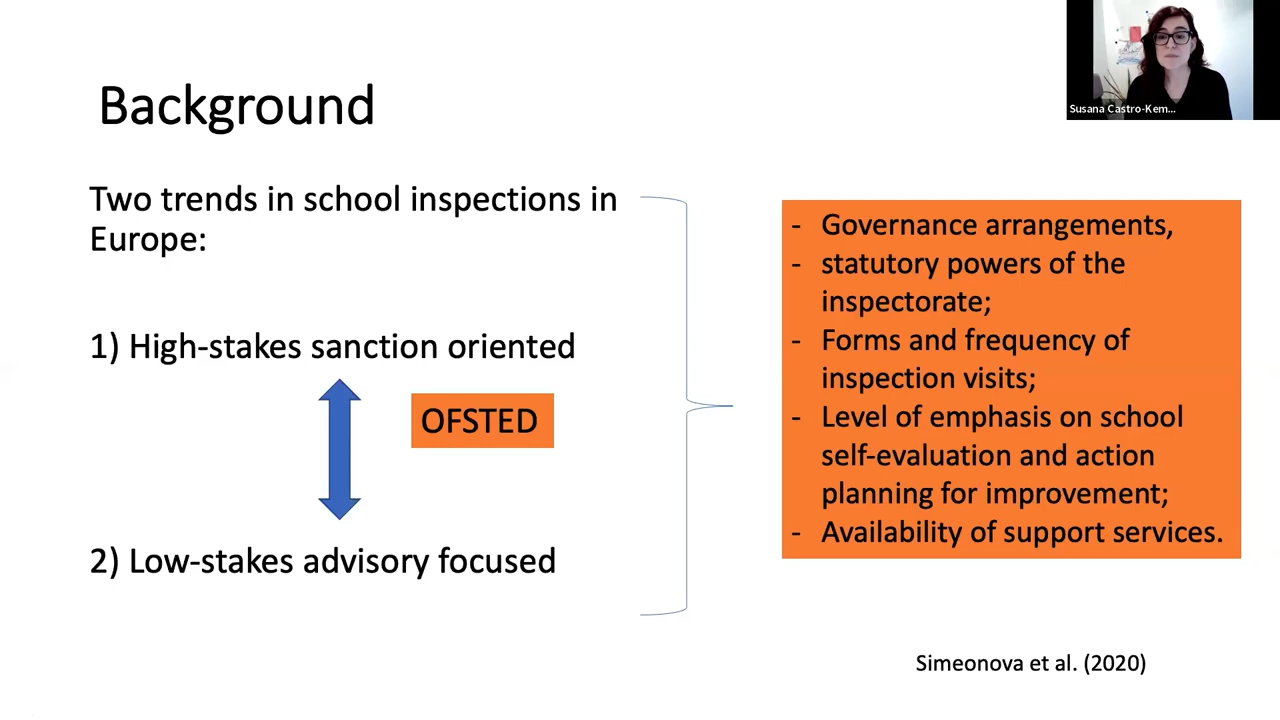 Background
Two trends in school inspections in
Europe:
1) High-stakes sanction oriented
OFSTED
2) Low-stakes advisory focused
- Governance arrangements,
- statutory powers of the
inspectorate;
- Forms and frequency of
inspection visits;
- Level of emphasis on school
self-evaluation and action
planning for improvement;
- Availability of support services.
Simeonova et al. (2020)
Susana Castro-Kem...